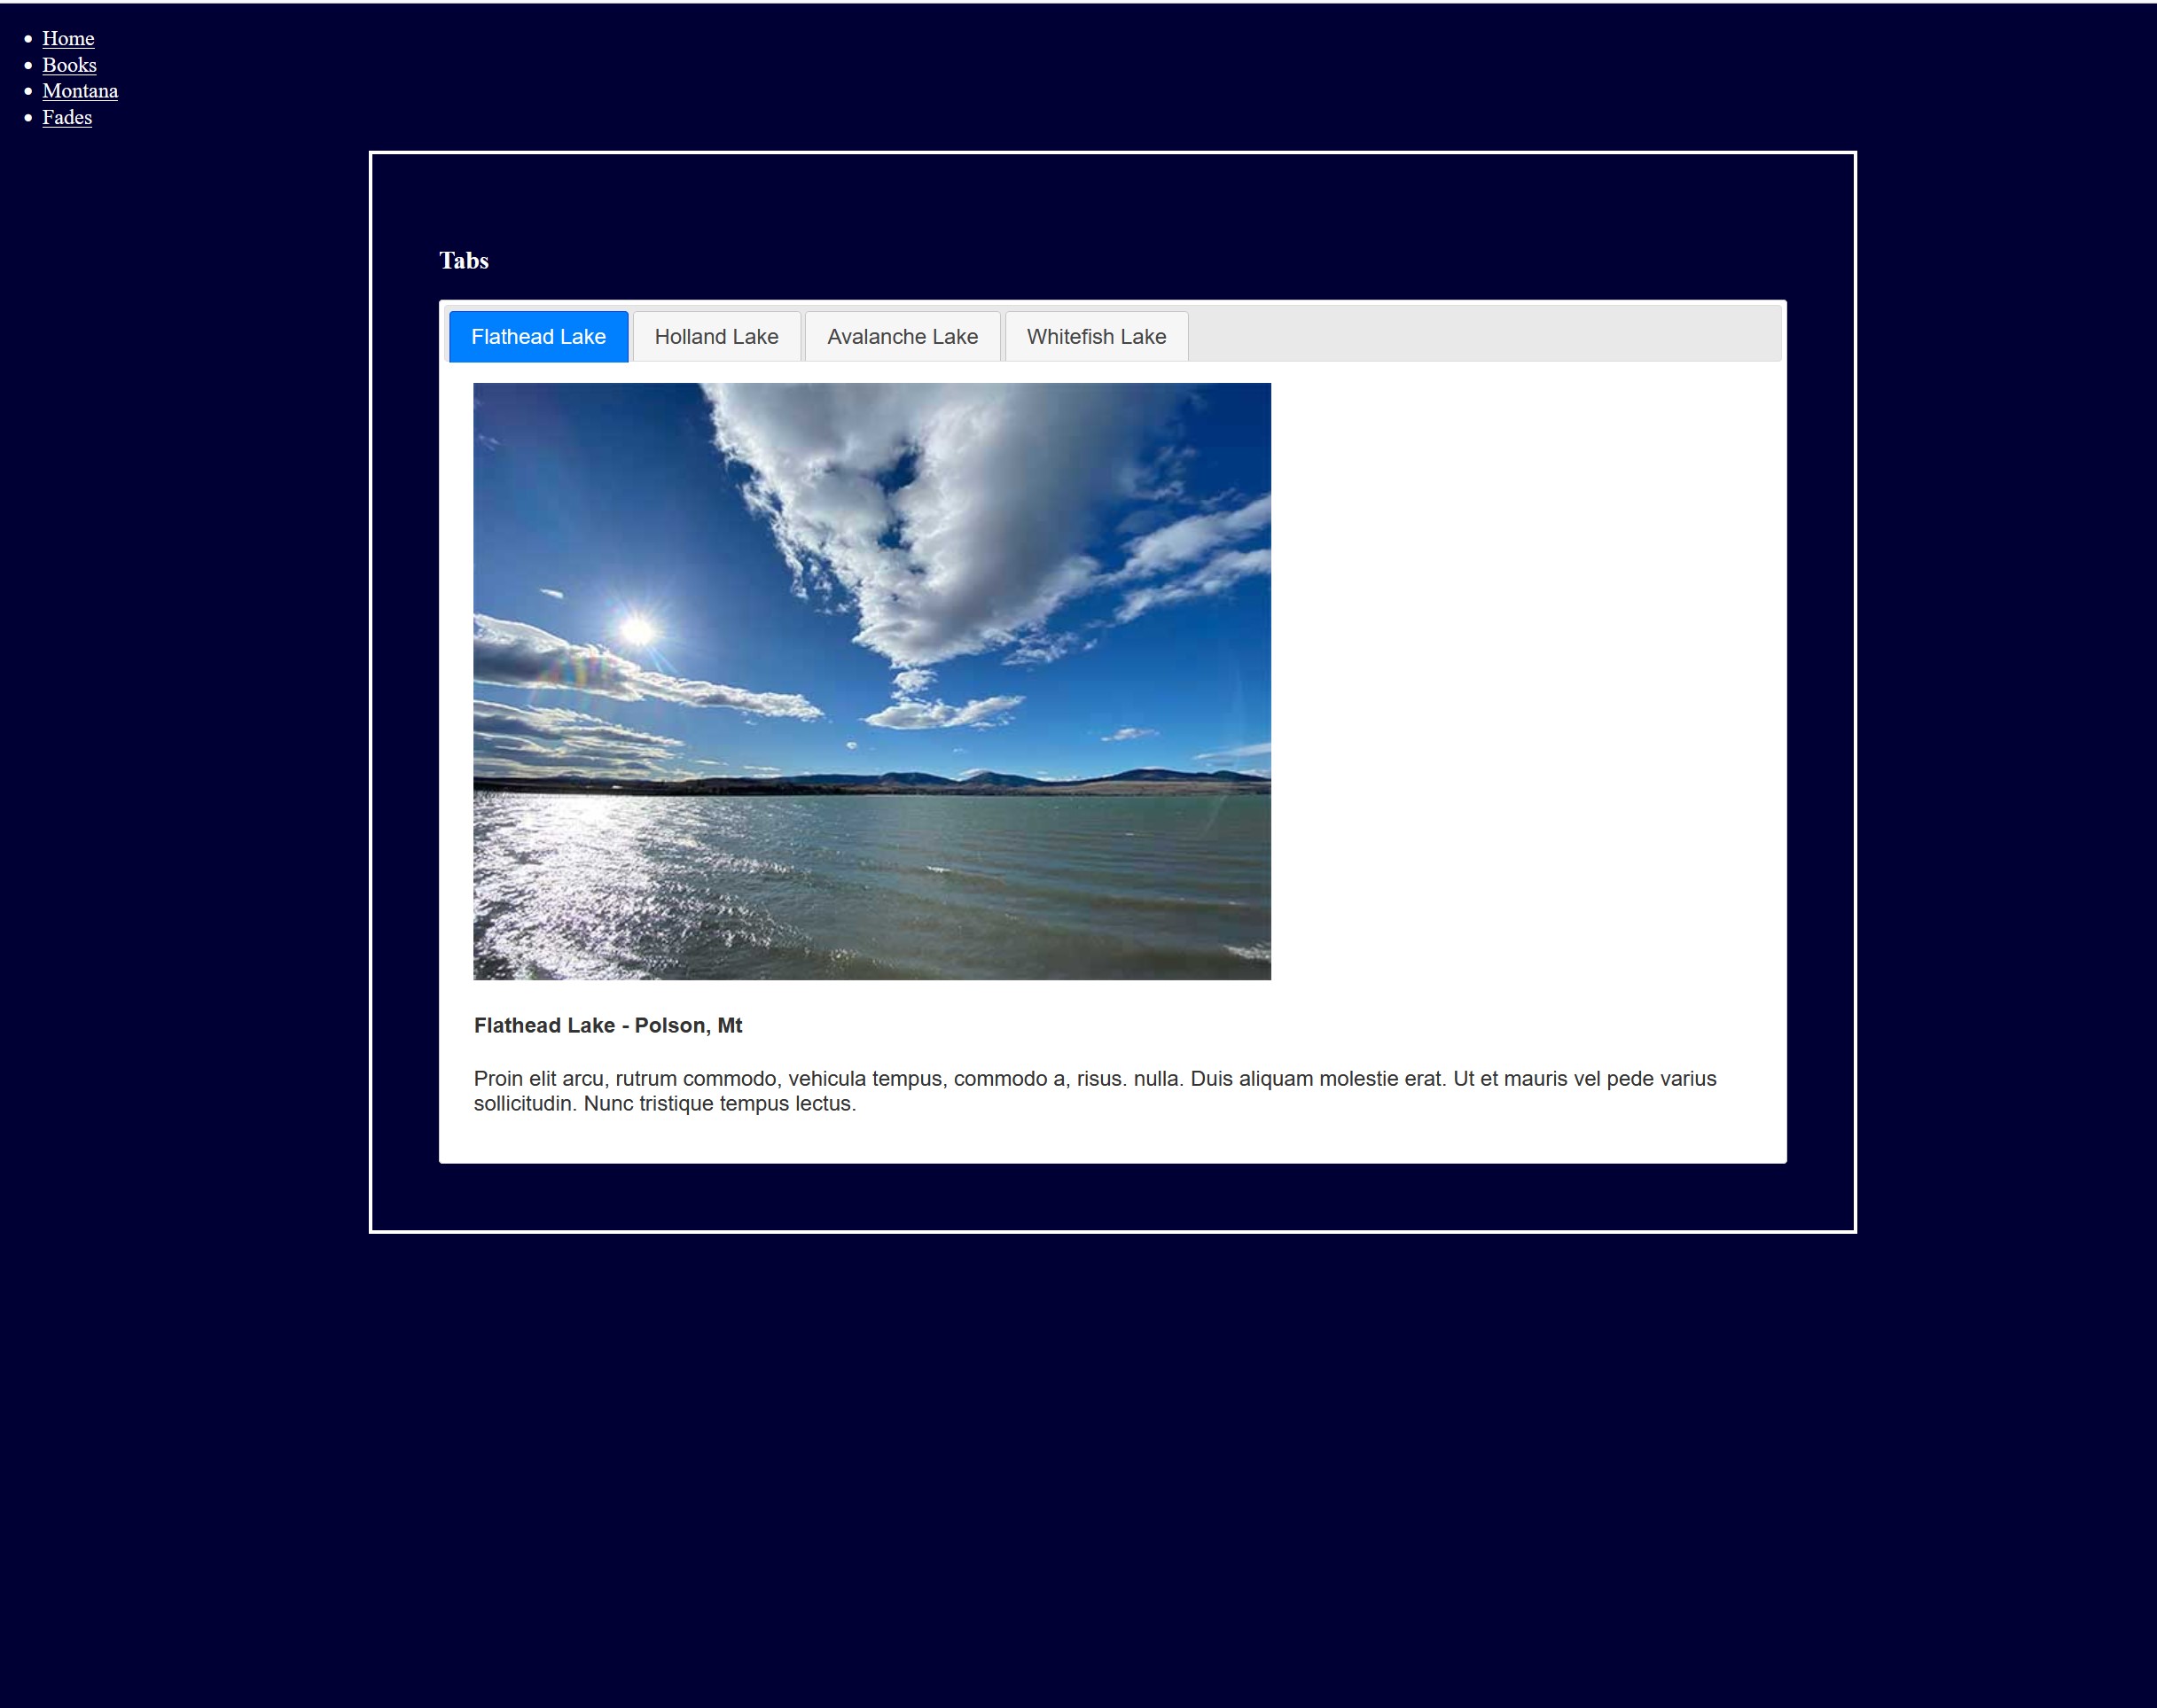 Home
Books
Montana
Fades
Tabs
Flathead Lake
Holland Lake
Avalanche Lake
Whitefish Lake
Flathead Lake - Polson, Mt
Proin elit arcu, rutrum commodo, vehicula tempus, commodo a, risus. nulla. Duis aliquam molestie erat. Ut et mauris vel pede varius
sollicitudin. Nunc tristique tempus lectus.